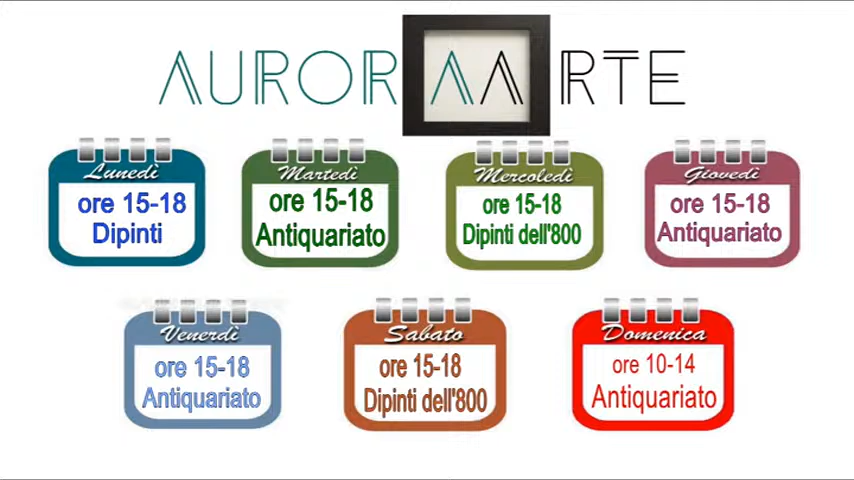 AURORAARTE
Lunedì
ore 15-18
Dipinti
Martedì
ore 15-18
Antiquariato
Mercoledì
ore 15-18
Dipinti dell'800
Giovedì
ore 15-18
Antiquariato
Venerdì
ore 15-18
Antiquariato
Sabato
ore 15-18
Dipinti dell'800
Domenica
ore 10-14
Antiquariato